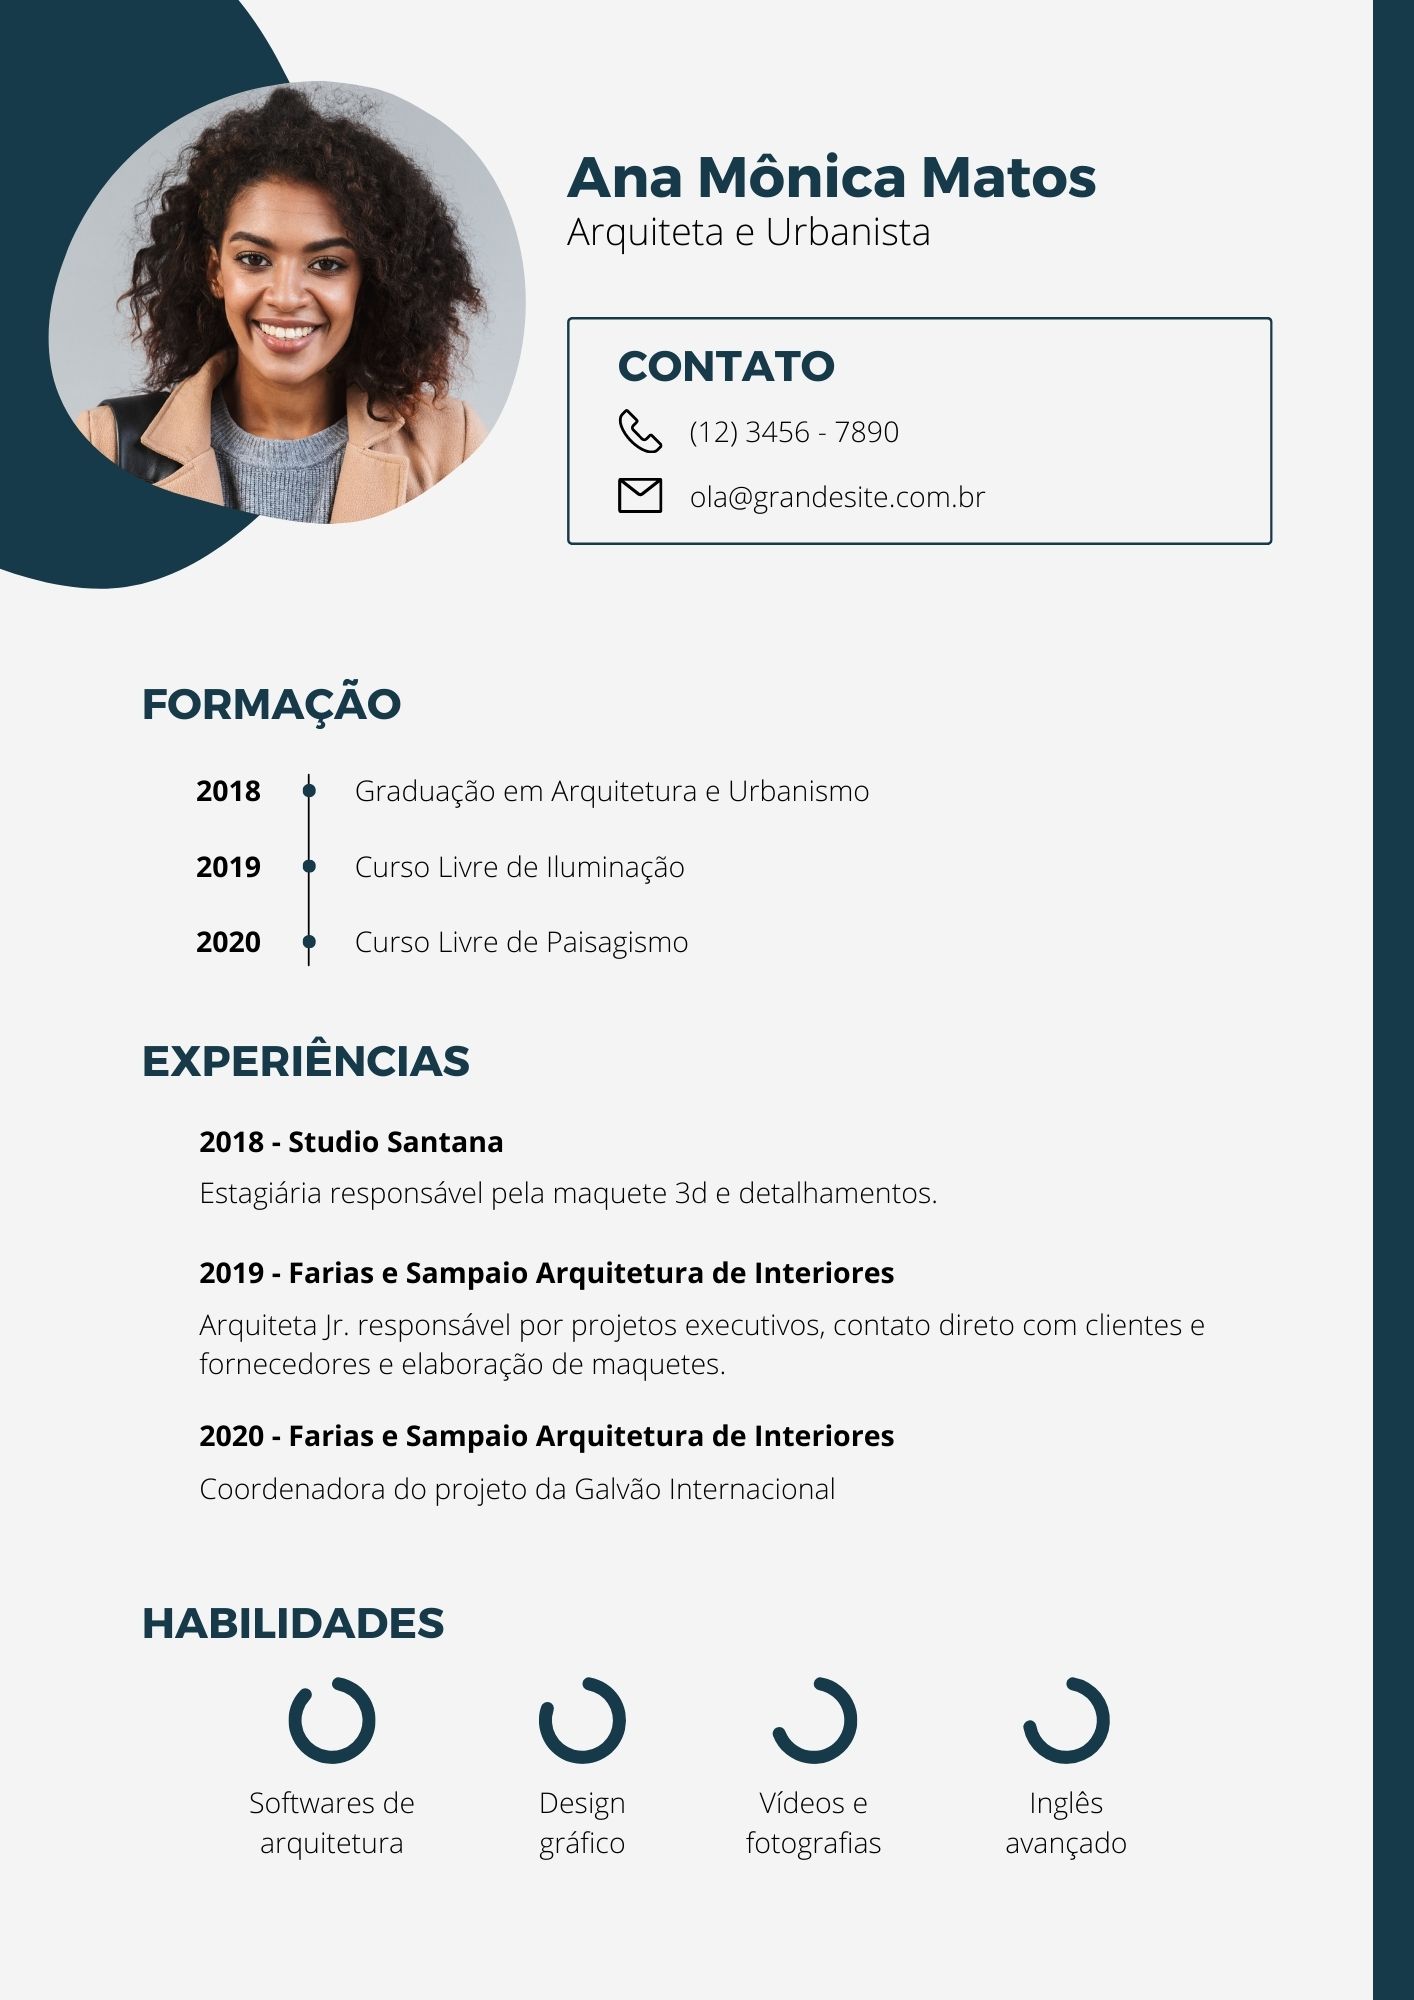 Ana Mônica Matos
Arquiteta e Urbanista
CONTATO
(12) 3456 - 7890
ola@grandesite.com.br
FORMAÇÃO
2018 Graduação em Arquitetura e Urbanismo
2019 Curso Livre de Iluminação
2020 Curso Livre de Paisagismo
EXPERIÊNCIAS
2018 - Studio Santana
Estagiária responsável pela maquete 3d e detalhamentos.
2019 - Farias e Sampaio Arquitetura de Interiores
Arquiteta Jr. responsável por projetos executivos, contato direto com clientes e
fornecedores e elaboração de maquetes.
2020 - Farias e Sampaio Arquitetura de Interiores
Coordenadora do projeto da Galvão Internacional
HABILIDADES
Softwares de
arquitetura
Design
gráfico
Vídeos e
fotografias
Inglês
avançado